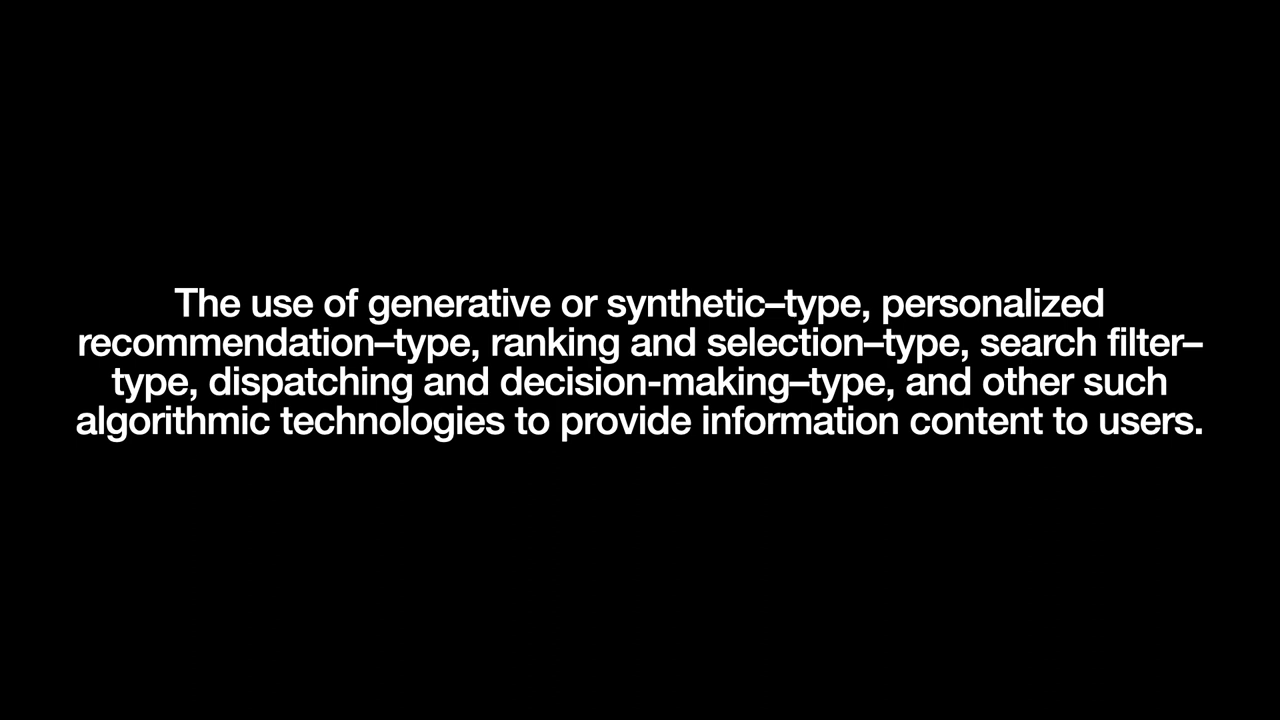 The use of generative or synthetic–type, personalized
recommendation–type, ranking and selection–type, search filter–
type, dispatching and decision-making–type, and other such
algorithmic technologies to provide information content to users.